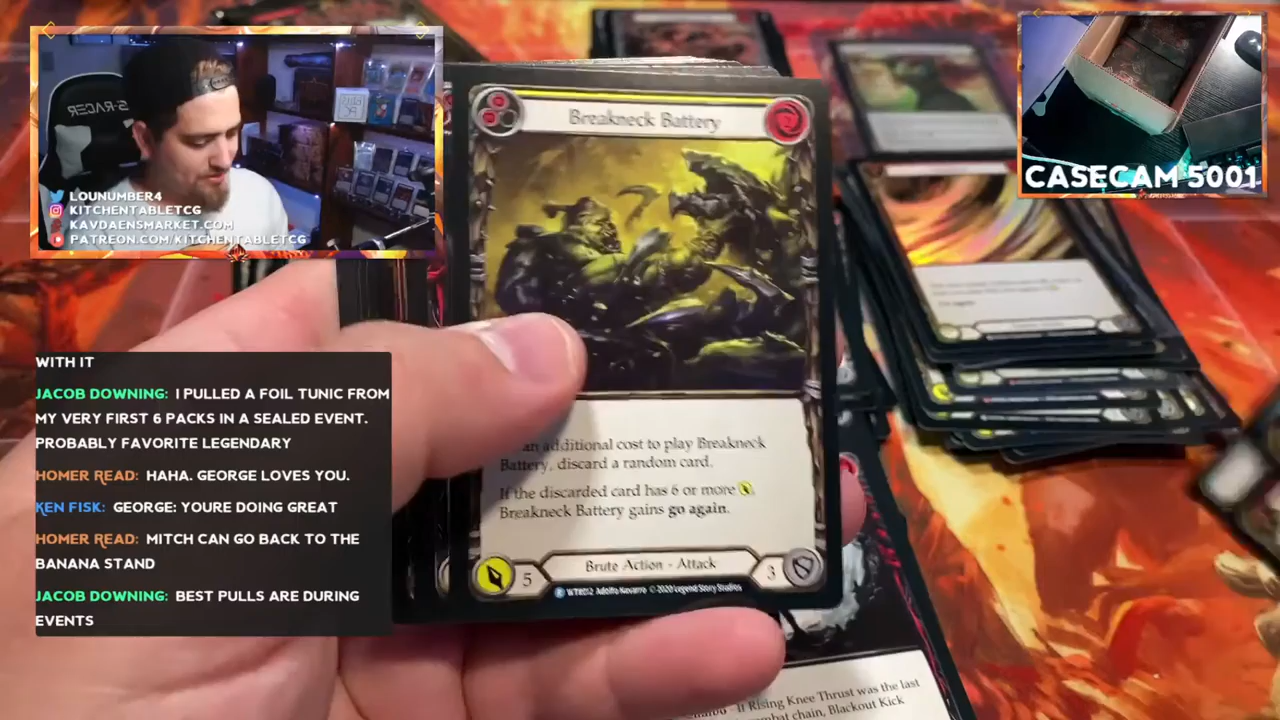 LOUNUMBER4
KITCHENTABLETCG
KAVDAENSMARKET.COM
PATREON.COM/KITCHENTABLETCG
CASECAM 5001
Breakneck Battery
an additional cost to play Breakneck
Battery, discard a random card.
If the discarded card has 6 or more
Breakneck Battery gains go again.
Brute Action - Attack
5
3
© 2020 Legend Story Studios
WITH IT
JACOB DOWNING: I PULLED A FOIL TUNIC FROM
MY VERY FIRST 6 PACKS IN A SEALED EVENT.
PROBABLY FAVORITE LEGENDARY
HOMER READ: HAHA. GEORGE LOVES YOU.
KEN FISK: GEORGE: YOURE DOING GREAT
HOMER READ: MITCH CAN GO BACK TO THE
BANANA STAND
JACOB DOWNING: BEST PULLS ARE DURING
EVENTS
If Rising Knee Thrust was the last
chain, Blackout Kick